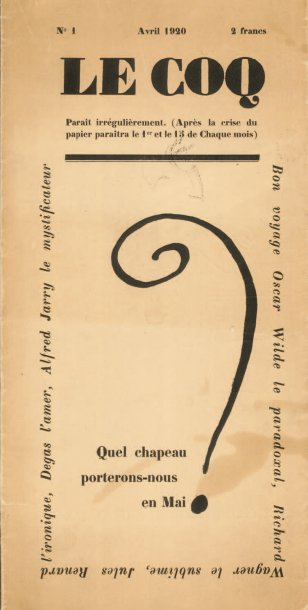 N° 1 Avril 1920 2 francs
LE COQ
Parait irrégulièrement. (Après la crise du
papier paraîtra le 1er et le 15 de Chaque mois)
Bon voyage Oscar Wilde le paradoxal, Richard
Wagner le sublime, Jules Renard
l'ironique, Degas l'amer, Alfred Jarry le mystificateur
Quel chapeau
porterons-nous
en Mai ?